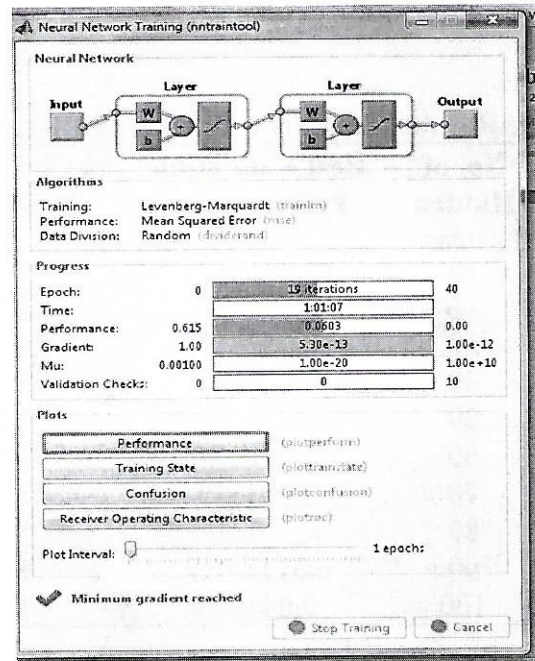 Neural Network Training (nntraintool)
Neural Network
Layer Layer
Input Output
W W
b b
Algorithms
Training: Levenberg-Marquardt (trainlm)
Performance: Mean Squared Error (mse)
Data Division: Random (dividerand)
Progress
Epoch: 0 19 iterations 40
Time: 1:01:07
Performance: 0.615 0.0603 0.00
Gradient: 1.00 5.30e-13 1.00e-12
Mu: 0.00100 1.00e-20 1.00e+10
Validation Checks: 0 0 10
Plots
Performance (plotperform)
Training State (plottrainstate)
Confusion (plotconfusion)
Receiver Operating Characteristic (plotroc)
Plot Interval: 1 epochs
Minimum gradient reached
Stop Training Cancel